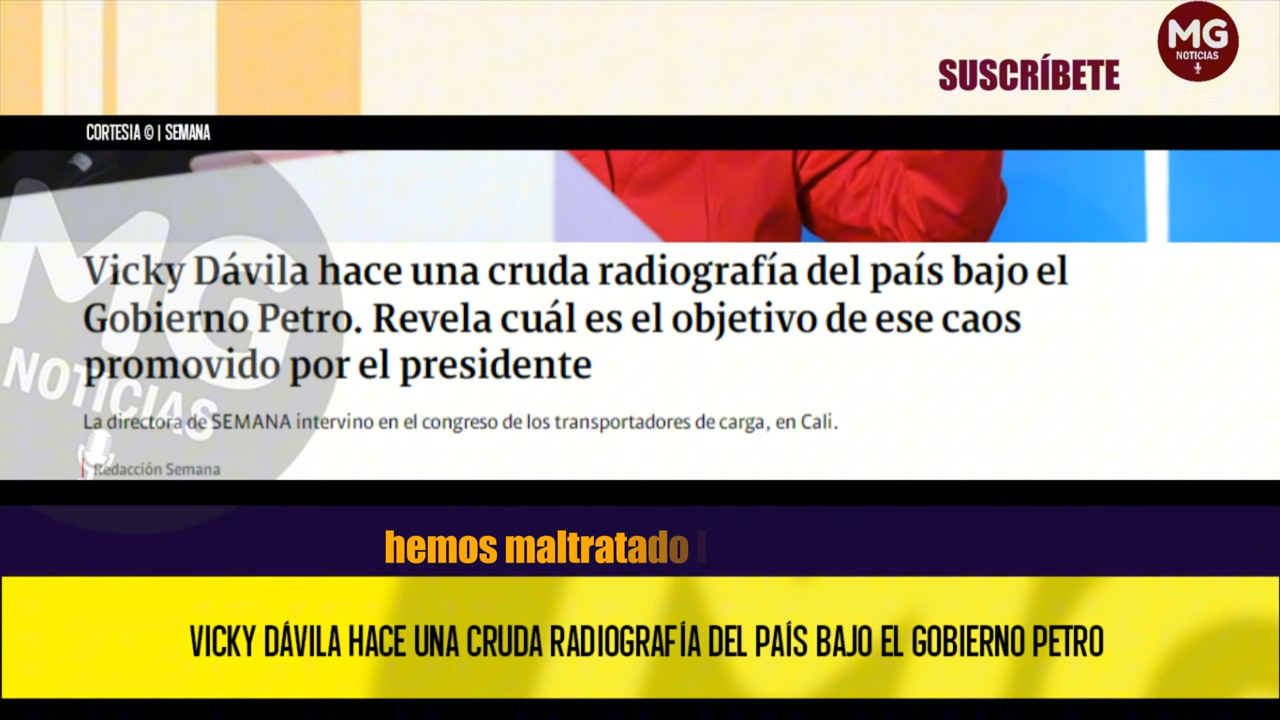 MG
NOTICIAS
SUSCRÍBETE
CORTESIA © | SEMANA
MG
NOTICIAS
Vicky Dávila hace una cruda radiografía del país bajo el
Gobierno Petro. Revela cuál es el objetivo de ese caos
promovido por el presidente
La directora de SEMANA intervino en el congreso de los transportadores de carga, en Cali.
Redacción Semana
hemos maltratado
VICKY DÁVILA HACE UNA CRUDA RADIOGRAFÍA DEL PAÍS BAJO EL GOBIERNO PETRO